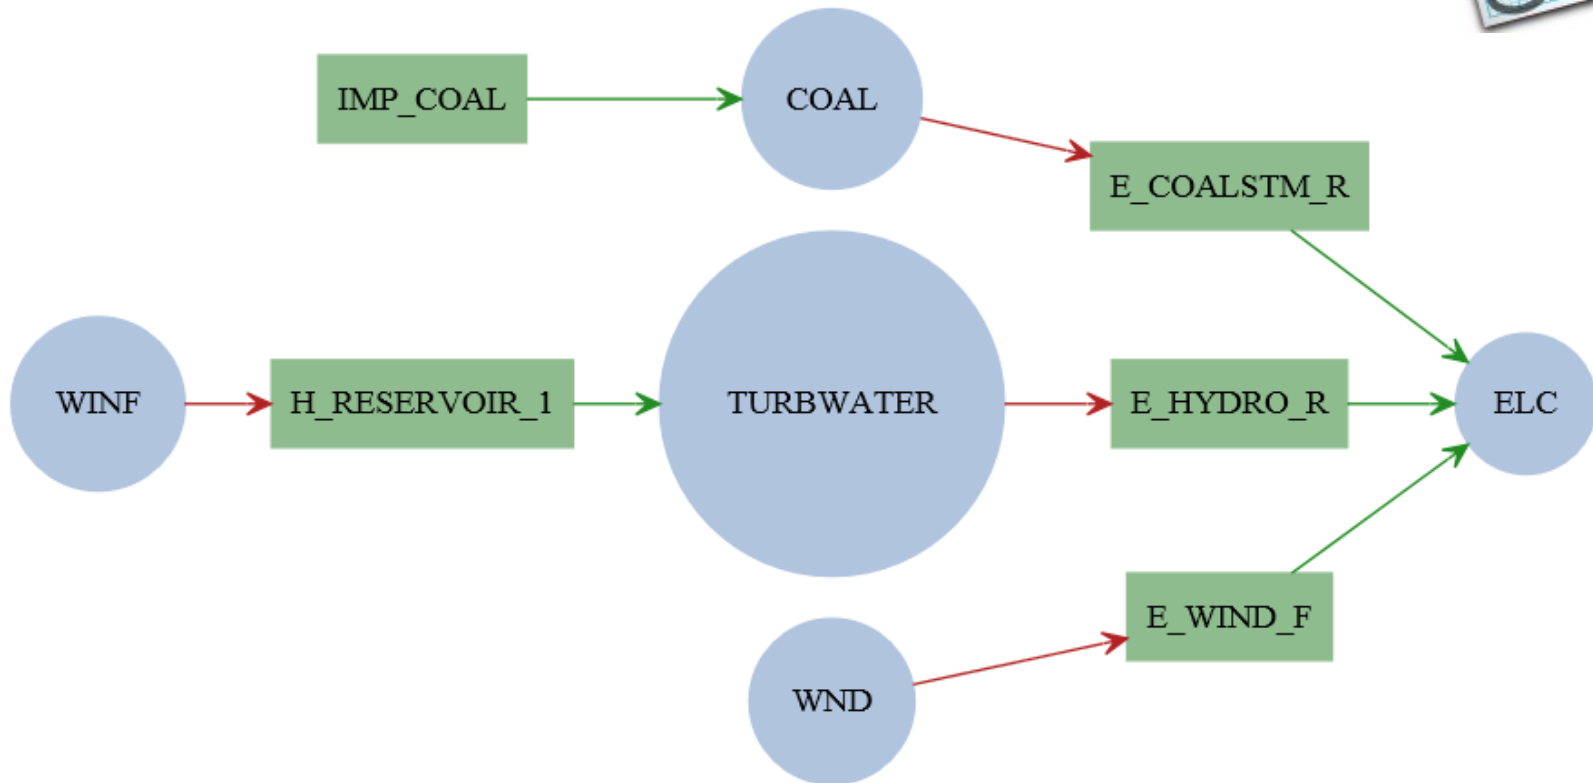 IMP_COAL
COAL
E_COALSTM_R
WINF
H_RESERVOIR_1
TURBWATER
E_HYDRO_R
ELC
E_WIND_F
WND